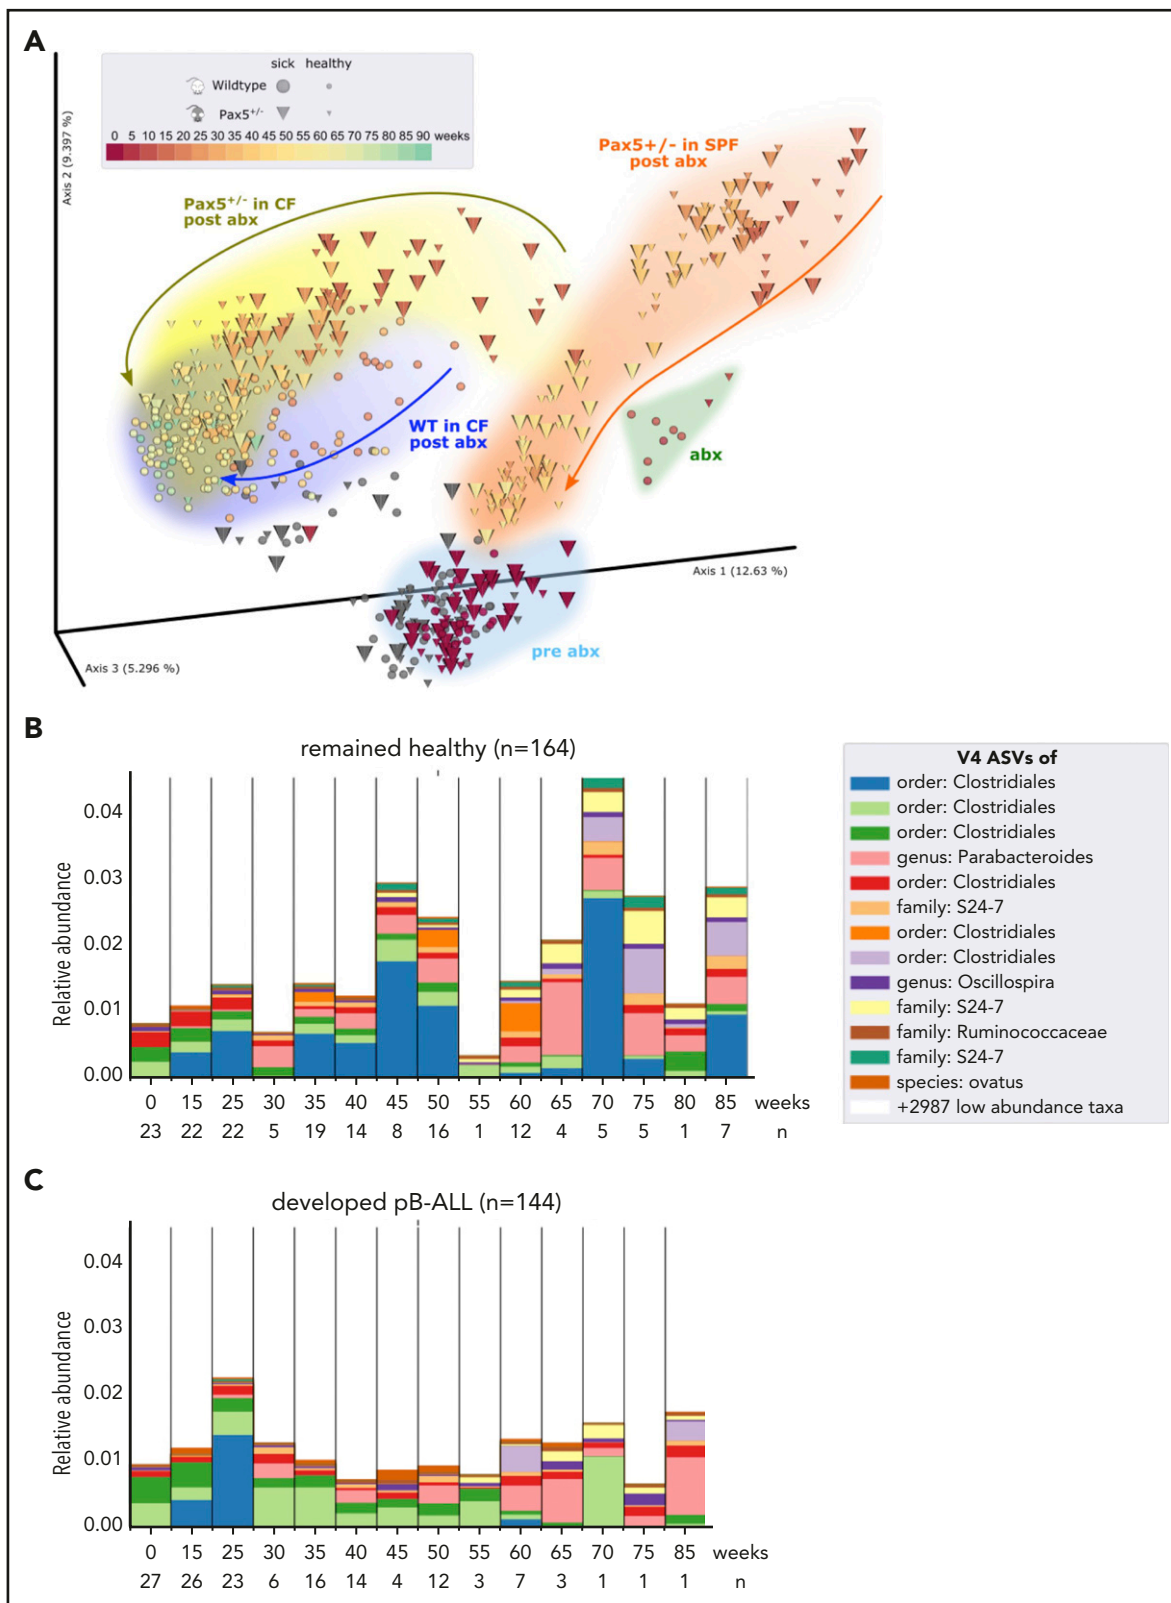 A
sick healthy
Wildtype
Pax5+/-
0 5 10 15 20 25 30 35 40 45 50 55 60 65 70 75 80 85 90 weeks
Axis 2 (9.397 %)
Pax5+/- in CF
post abx
Pax5+/- in SPF
post abx
WT in CF
post abx
abx
Axis 1 (12.63 %)
pre abx
Axis 3 (5.296 %)
B
remained healthy (n=164)
Relative abundance
0.04
0.03
0.02
0.01
0.00
0 15 25 30 35 40 45 50 55 60 65 70 75 80 85 weeks
23 22 22 5 19 14 8 16 1 12 4 5 5 1 7 n
V4 ASVs of
order: Clostridiales
order: Clostridiales
order: Clostridiales
genus: Parabacteroides
order: Clostridiales
family: S24-7
order: Clostridiales
order: Clostridiales
genus: Oscillospira
family: S24-7
family: Ruminococcaceae
family: S24-7
species: ovatus
+2987 low abundance taxa
C
developed pB-ALL (n=144)
Relative abundance
0.04
0.03
0.02
0.01
0.00
0 15 25 30 35 40 45 50 55 60 65 70 75 85 weeks
27 26 23 6 16 14 4 12 3 7 3 1 1 1 n